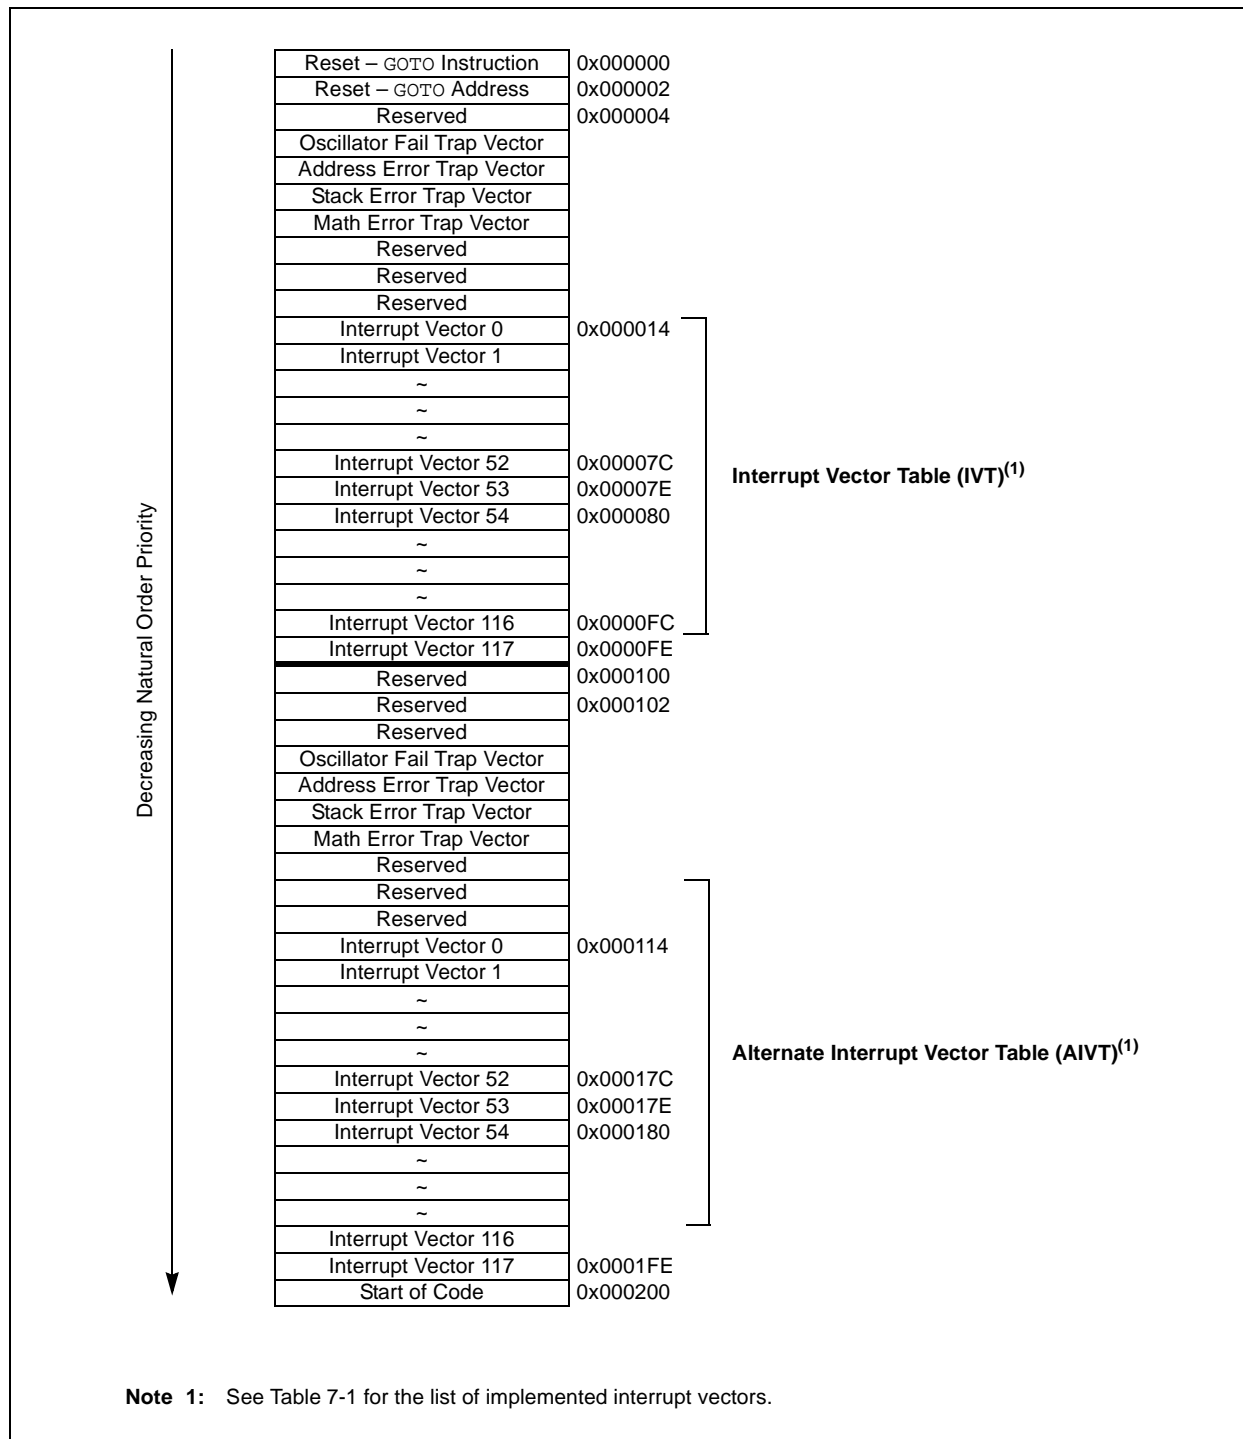 Decreasing Natural Order Priority
Reset – GOTO Instruction 0x000000
Reset – GOTO Address 0x000002
Reserved 0x000004
Oscillator Fail Trap Vector
Address Error Trap Vector
Stack Error Trap Vector
Math Error Trap Vector
Reserved
Reserved
Reserved
Interrupt Vector 0 0x000014
Interrupt Vector 1
~
~
~
Interrupt Vector 52 0x00007C
Interrupt Vector Table (IVT)(1)
Interrupt Vector 53 0x00007E
Interrupt Vector 54 0x000080
~
~
~
Interrupt Vector 116 0x0000FC
Interrupt Vector 117 0x0000FE
Reserved 0x000100
Reserved 0x000102
Reserved
Oscillator Fail Trap Vector
Address Error Trap Vector
Stack Error Trap Vector
Math Error Trap Vector
Reserved
Reserved
Reserved
Interrupt Vector 0 0x000114
Interrupt Vector 1
~
~
~
Alternate Interrupt Vector Table (AIVT)(1)
Interrupt Vector 52 0x00017C
Interrupt Vector 53 0x00017E
Interrupt Vector 54 0x000180
~
~
~
Interrupt Vector 116
Interrupt Vector 117 0x0001FE
Start of Code 0x000200
Note 1: See Table 7-1 for the list of implemented interrupt vectors.